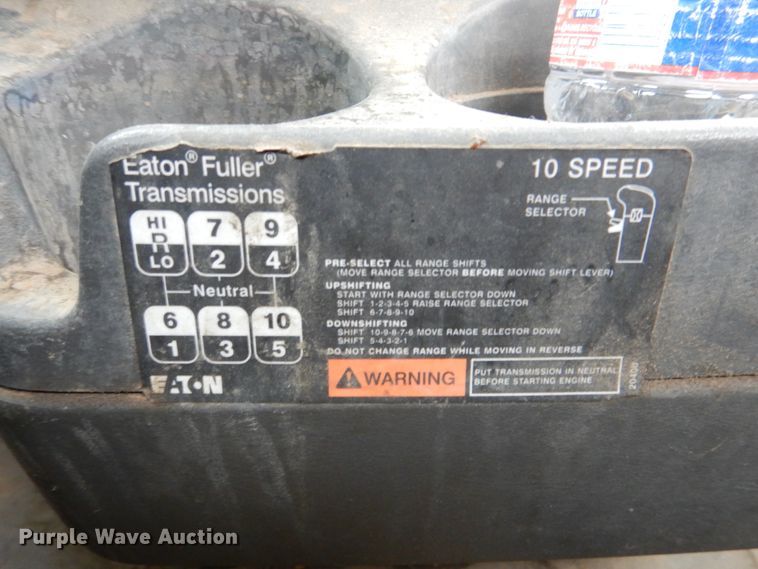 Eaton® Fuller®
Transmissions
10 SPEED
RANGE
SELECTOR
HI 7 9
R
LO 2 4
Neutral
6 8 10
1 3 5
EATON
PRE-SELECT ALL RANGE SHIFTS
(MOVE RANGE SELECTOR BEFORE MOVING SHIFT LEVER)
UPSHIFTING
START WITH RANGE SELECTOR DOWN
SHIFT 1-2-3-4-5 RAISE RANGE SELECTOR
SHIFT 6-7-8-9-10
DOWNSHIFTING
SHIFT 10-9-8-7-6 MOVE RANGE SELECTOR DOWN
SHIFT 5-4-3-2-1
DO NOT CHANGE RANGE WHILE MOVING IN REVERSE
WARNING
PUT TRANSMISSION IN NEUTRAL
BEFORE STARTING ENGINE
Purple Wave Auction